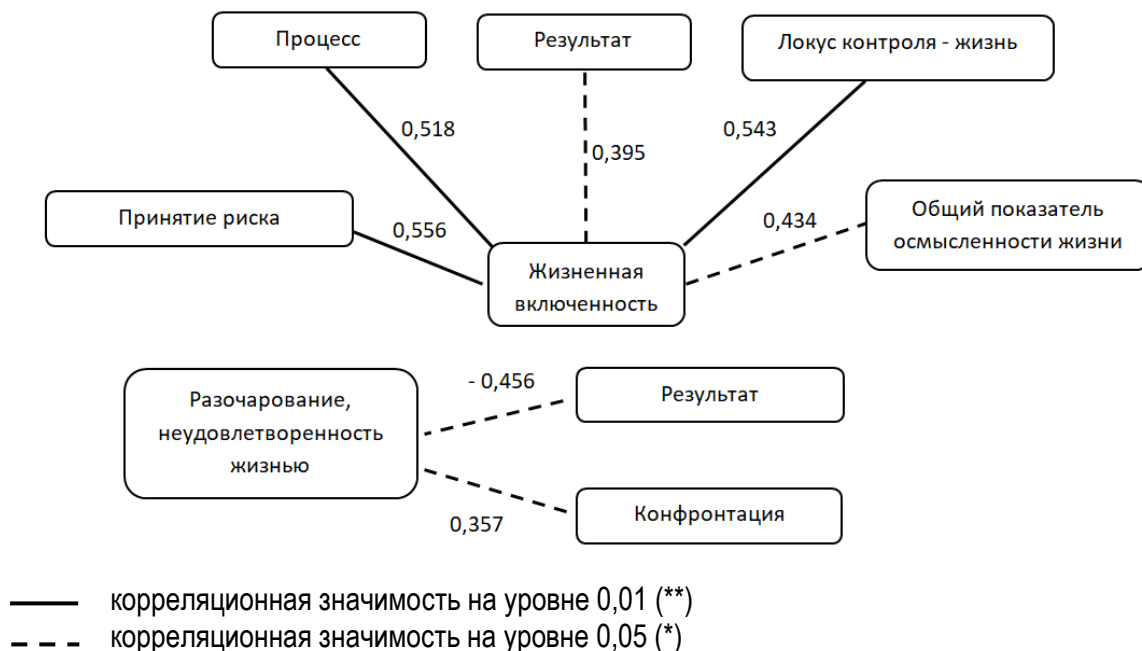 Процесс
Результат
Локус контроля - жизнь
0,518
0,395
0,543
Принятие риска
0,556
0,434
Общий показатель
осмысленности жизни
Жизненная
включенность
Разочарование,
неудовлетворенность
жизнью
- 0,456
Результат
0,357
Конфронтация
корреляционная значимость на уровне 0,01 (**)
корреляционная значимость на уровне 0,05 (*)